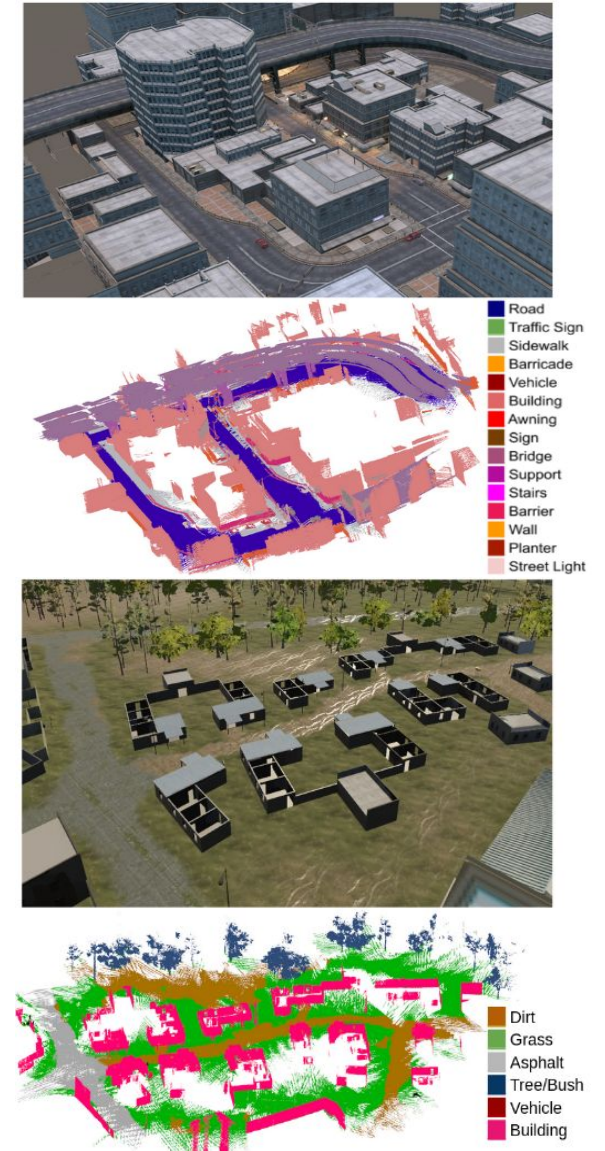 Road
Traffic Sign
Sidewalk
Barricade
Vehicle
Building
Awning
Sign
Bridge
Support
Stairs
Barrier
Wall
Planter
Street Light
Dirt
Grass
Asphalt
Tree/Bush
Vehicle
Building